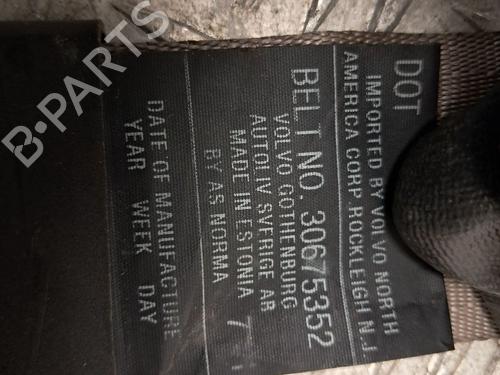 DOT
IMPORTED BY VOLVO NORTH
AMERICA CORP. ROCKLEIGH N.J.
BELT NO. 30675352
VOLVO GOTHENBURG
AUTOLIV SVERIGE AB
MADE IN ESTONIA
BY AS NORMA
DATE OF MANUFACTURE
YEAR WEEK DAY
B-PARTS